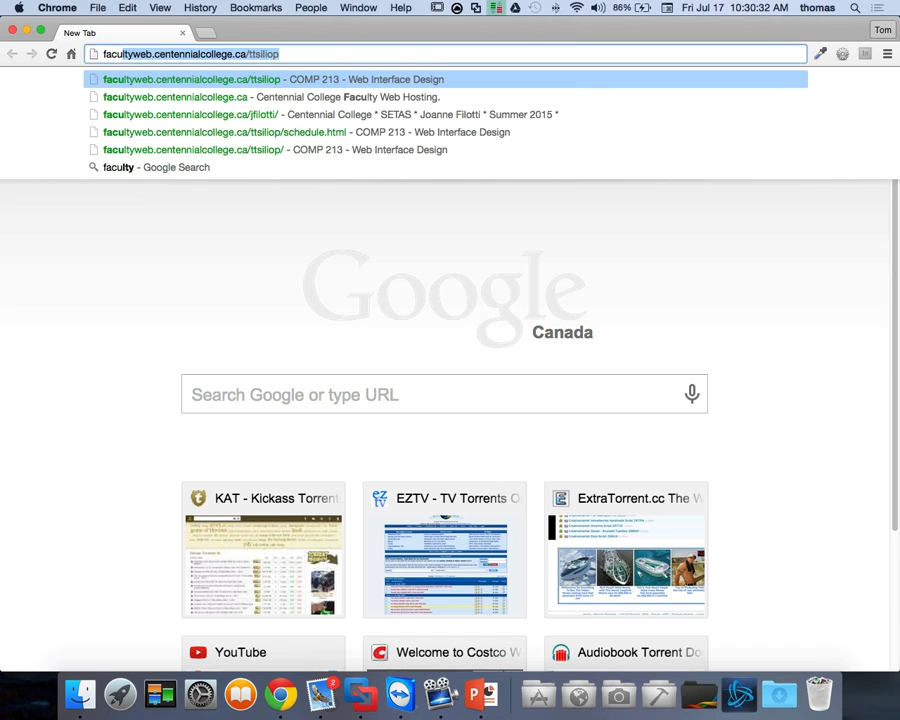 Chrome File Edit View History Bookmarks People Window Help 86% Fri Jul 17 10:30:32 AM thomas
New Tab Tom
facultyweb.centennialcollege.ca/ttsiliop
facultyweb.centennialcollege.ca/ttsiliop - COMP 213 - Web Interface Design
facultyweb.centennialcollege.ca - Centennial College Faculty Web Hosting.
facultyweb.centennialcollege.ca/jfilotti/ - Centennial College * SETAS * Joanne Filotti * Summer 2015 *
facultyweb.centennialcollege.ca/ttsiliop/schedule.html - COMP 213 - Web Interface Design
facultyweb.centennialcollege.ca/ttsiliop/ - COMP 213 - Web Interface Design
faculty - Google Search
Google
Canada
Search Google or type URL
KAT - Kickass Torrent EZTV - TV Torrents O ExtraTorrent.cc The W
YouTube Welcome to Costco W Audiobook Torrent Do
2